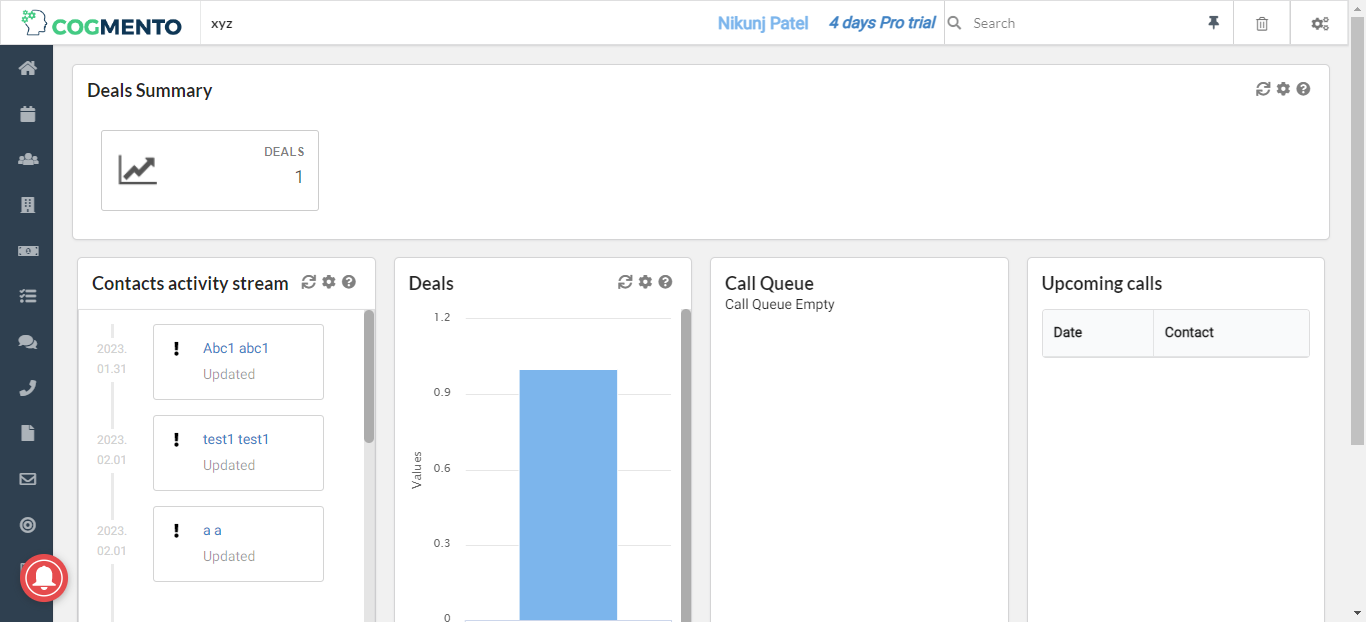 COGMENTO
xyz
Nikunj Patel
4 days Pro trial
Search
Deals Summary
DEALS
1
Contacts activity stream
2023.
01.31
Abc1 abc1
Updated
2023.
02.01
test1 test1
Updated
2023.
02.01
a a
Updated
Deals
1.2
0.9
0.6
0.3
0
Values
Call Queue
Call Queue Empty
Upcoming calls
Date Contact